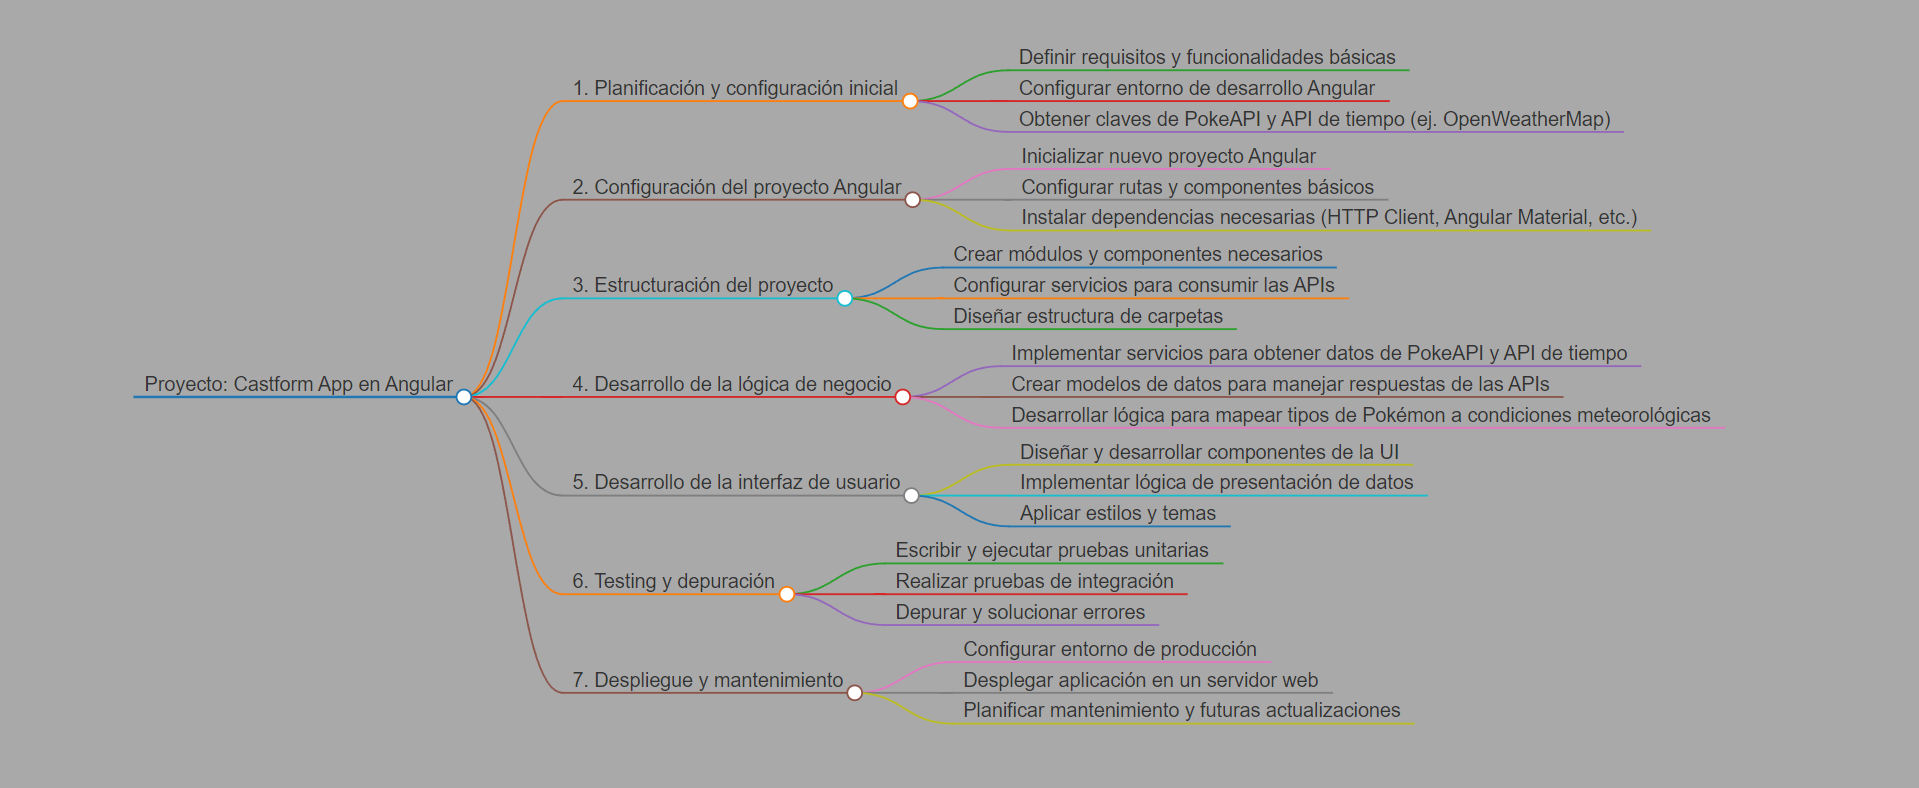 Proyecto: Castform App en Angular
1. Planificación y configuración inicial
Definir requisitos y funcionalidades básicas
Configurar entorno de desarrollo Angular
Obtener claves de PokeAPI y API de tiempo (ej. OpenWeatherMap)
2. Configuración del proyecto Angular
Inicializar nuevo proyecto Angular
Configurar rutas y componentes básicos
Instalar dependencias necesarias (HTTP Client, Angular Material, etc.)
3. Estructuración del proyecto
Crear módulos y componentes necesarios
Configurar servicios para consumir las APIs
Diseñar estructura de carpetas
4. Desarrollo de la lógica de negocio
Implementar servicios para obtener datos de PokeAPI y API de tiempo
Crear modelos de datos para manejar respuestas de las APIs
Desarrollar lógica para mapear tipos de Pokémon a condiciones meteorológicas
5. Desarrollo de la interfaz de usuario
Diseñar y desarrollar componentes de la UI
Implementar lógica de presentación de datos
Aplicar estilos y temas
6. Testing y depuración
Escribir y ejecutar pruebas unitarias
Realizar pruebas de integración
Depurar y solucionar errores
7. Despliegue y mantenimiento
Configurar entorno de producción
Desplegar aplicación en un servidor web
Planificar mantenimiento y futuras actualizaciones